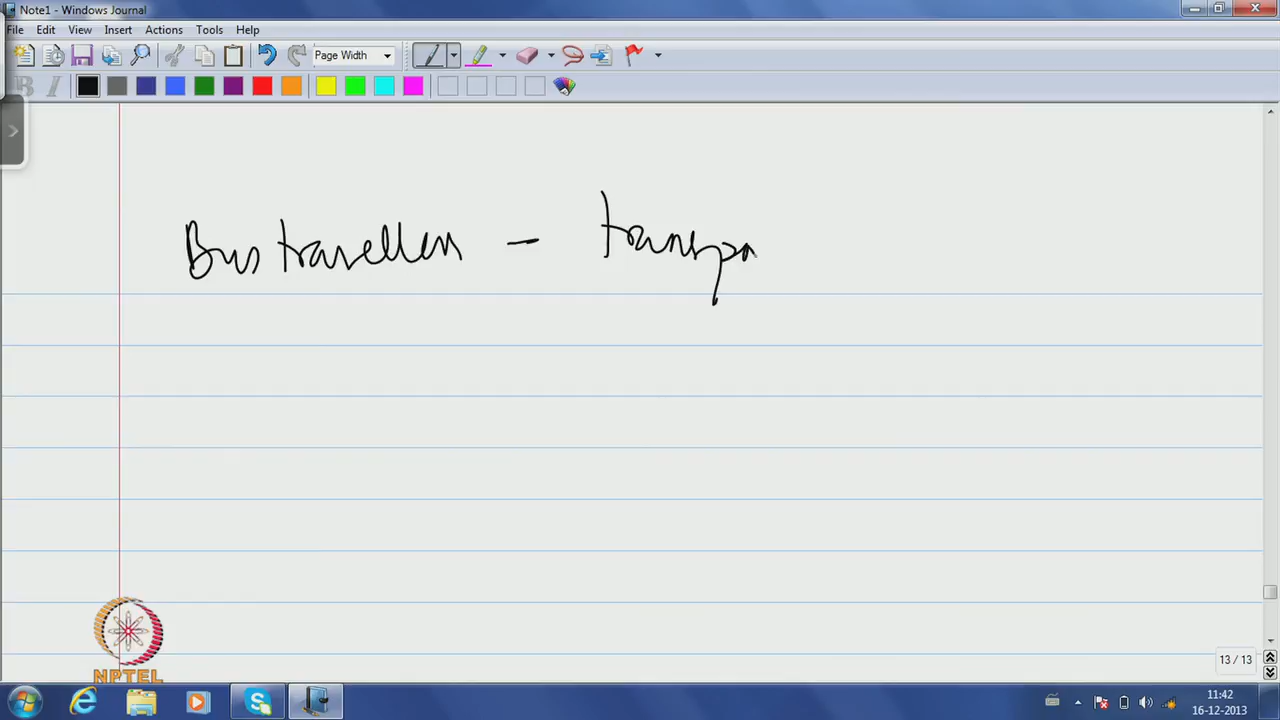 Note1 - Windows Journal
File Edit View Insert Actions Tools Help
Page Width
B I
Bus travellers - transpor
NPTEL
13 / 13
11:42
16-12-2013